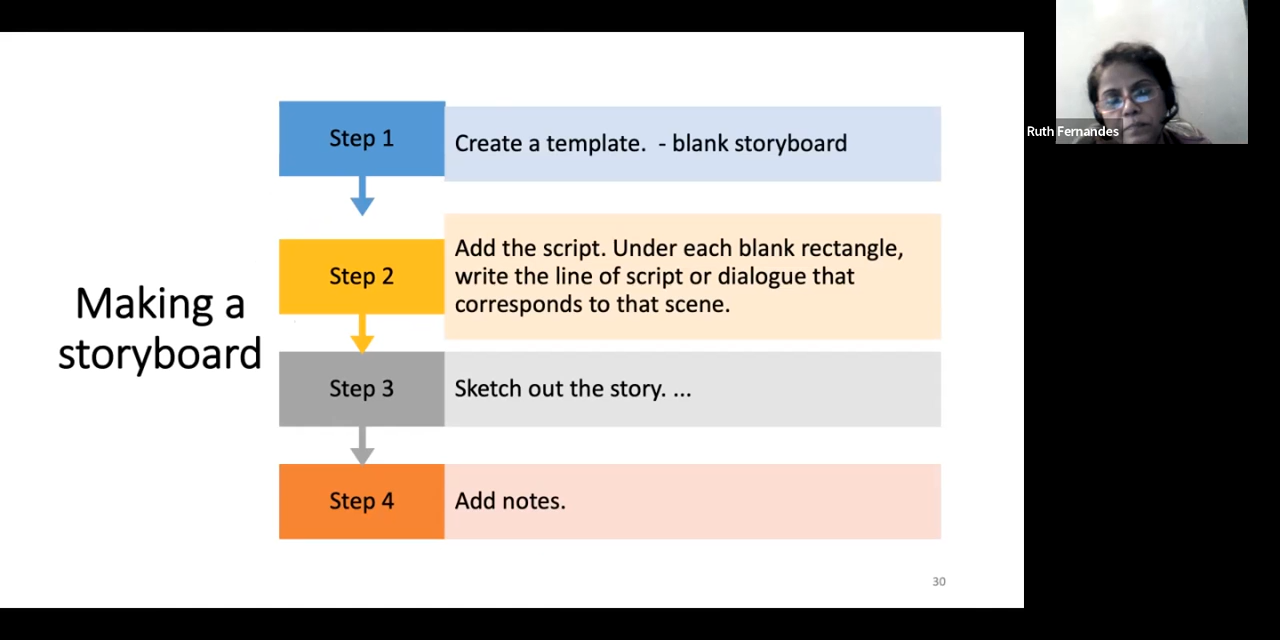 Making a
storyboard
Step 1
Create a template.  - blank storyboard
Step 2
Add the script. Under each blank rectangle,
write the line of script or dialogue that
corresponds to that scene.
Step 3
Sketch out the story. ...
Step 4
Add notes.
30
Ruth Fernandes